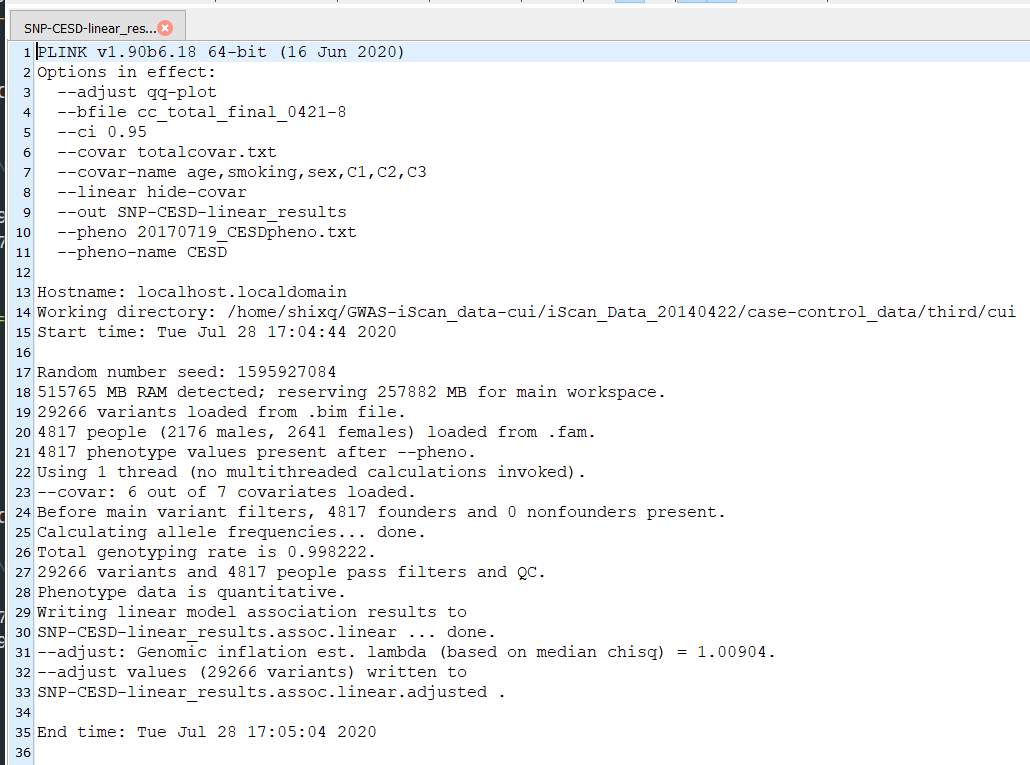 SNP-CESD-linear_res...
1 PLINK v1.90b6.18 64-bit (16 Jun 2020)
2 Options in effect:
3   --adjust qq-plot
4   --bfile cc_total_final_0421-8
5   --ci 0.95
6   --covar totalcovar.txt
7   --covar-name age,smoking,sex,C1,C2,C3
8   --linear hide-covar
9   --out SNP-CESD-linear_results
10   --pheno 20170719_CESDpheno.txt
11   --pheno-name CESD
12
13 Hostname: localhost.localdomain
14 Working directory: /home/shixq/GWAS-iScan_data-cui/iScan_Data_20140422/case-control_data/third/cui
15 Start time: Tue Jul 28 17:04:44 2020
16
17 Random number seed: 1595927084
18 515765 MB RAM detected; reserving 257882 MB for main workspace.
19 29266 variants loaded from .bim file.
20 4817 people (2176 males, 2641 females) loaded from .fam.
21 4817 phenotype values present after --pheno.
22 Using 1 thread (no multithreaded calculations invoked).
23 --covar: 6 out of 7 covariates loaded.
24 Before main variant filters, 4817 founders and 0 nonfounders present.
25 Calculating allele frequencies... done.
26 Total genotyping rate is 0.998222.
27 29266 variants and 4817 people pass filters and QC.
28 Phenotype data is quantitative.
29 Writing linear model association results to
30 SNP-CESD-linear_results.assoc.linear ... done.
31 --adjust: Genomic inflation est. lambda (based on median chisq) = 1.00904.
32 --adjust values (29266 variants) written to
33 SNP-CESD-linear_results.assoc.linear.adjusted .
34
35 End time: Tue Jul 28 17:05:04 2020
36